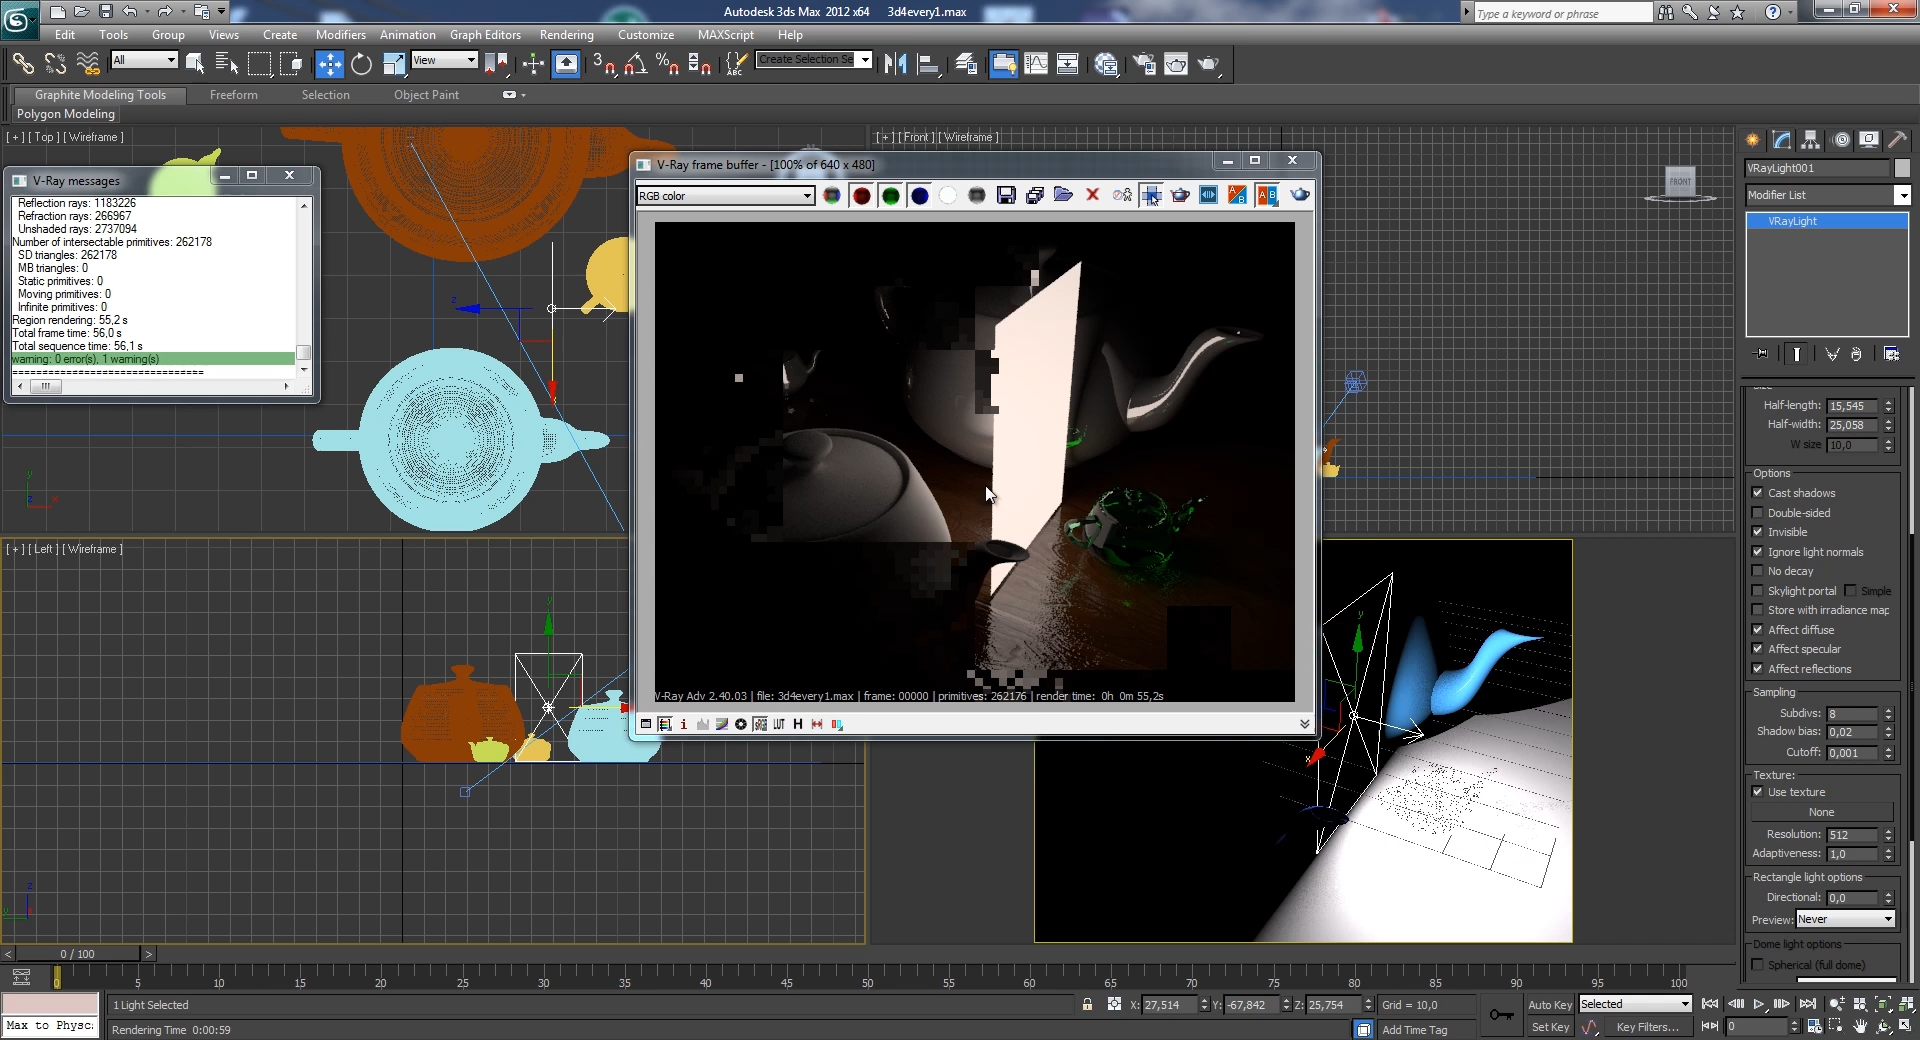 Autodesk 3ds Max 2012 x64 3d4every1.max
Type a keyword or phrase
Edit Tools Group Views Create Modifiers Animation Graph Editors Rendering Customize MAXScript Help
All
View
Create Selection Se
Graphite Modeling Tools Freeform Selection Object Paint
Polygon Modeling
[ + ] [ Top ] [ Wireframe ]
[ + ] [ Front ] [ Wireframe ]
FRONT
V-Ray messages
Reflection rays: 1183226
Refraction rays: 266967
Unshaded rays: 2737094
Number of intersectable primitives: 262178
SD triangles: 262178
MB triangles: 0
Static primitives: 0
Moving primitives: 0
Infinite primitives: 0
Region rendering: 55,2 s
Total frame time: 56,0 s
Total sequence time: 56,1 s
warning: 0 error(s), 1 warning(s)
================================
V-Ray frame buffer - [100% of 640 x 480]
RGB color
V-Ray Adv 2.40.03 | file: 3d4every1.max | frame: 00000 | primitives: 262176 | render time: 0h 0m 55,2s
LUT H
[ + ] [ Left ] [ Wireframe ]
VRayLight001
Modifier List
VRayLight
Size
Half-length: 15,545
Half-width: 25,058
W size 10,0
Options
Cast shadows
Double-sided
Invisible
Ignore light normals
No decay
Skylight portal Simple
Store with irradiance map
Affect diffuse
Affect specular
Affect reflections
Sampling
Subdivs: 8
Shadow bias: 0,02
Cutoff: 0,001
Texture:
Use texture
None
Resolution: 512
Adaptiveness: 1,0
Rectangle light options
Directional: 0,0
Preview: Never
Dome light options
Spherical (full dome)
< 0 / 100 >
0 5 10 15 20 25 30 35 40 45 50 55 60 65 70 75 80 85 90 95 100
1 Light Selected
X: 27,514 Y: -67,842 Z: 25,754 Grid = 10,0
Auto Key Selected
Max to Physc:
Rendering Time 0:00:59
Add Time Tag
Set Key Key Filters... 0